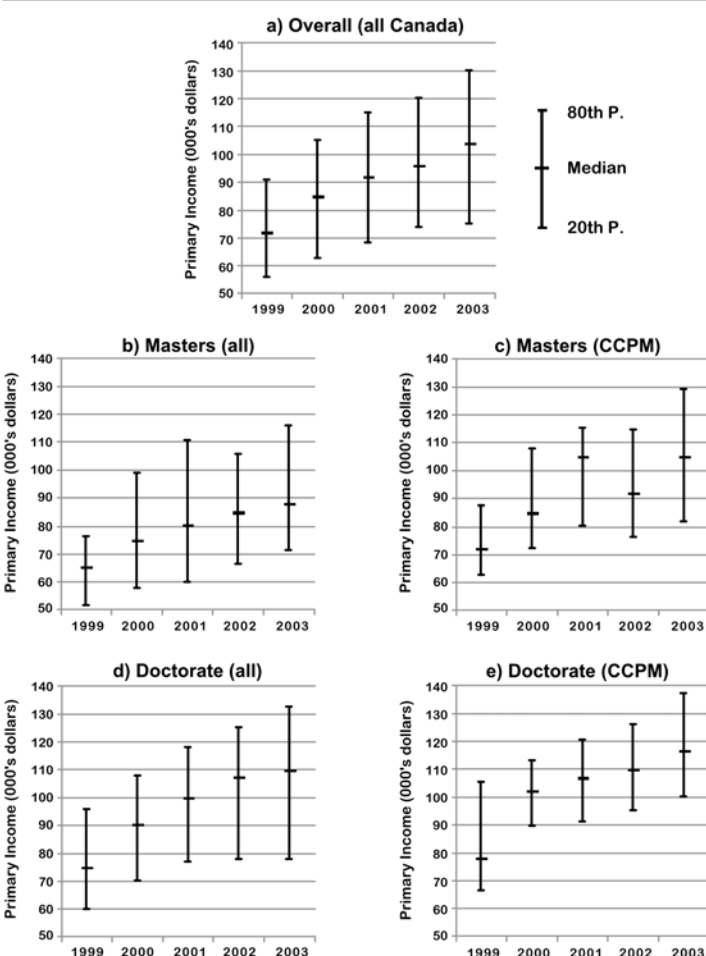 a) Overall (all Canada)
Primary Income (000's dollars)
140
130
120
110
100
90
80
70
60
50
1999 2000 2001 2002 2003
80th P.
Median
20th P.
b) Masters (all)
Primary Income (000's dollars)
140
130
120
110
100
90
80
70
60
50
1999 2000 2001 2002 2003
c) Masters (CCPM)
Primary Income (000's dollars)
140
130
120
110
100
90
80
70
60
50
1999 2000 2001 2002 2003
d) Doctorate (all)
Primary Income (000's dollars)
140
130
120
110
100
90
80
70
60
50
1999 2000 2001 2002 2003
e) Doctorate (CCPM)
Primary Income (000's dollars)
140
130
120
110
100
90
80
70
60
50
1999 2000 2001 2002 2003